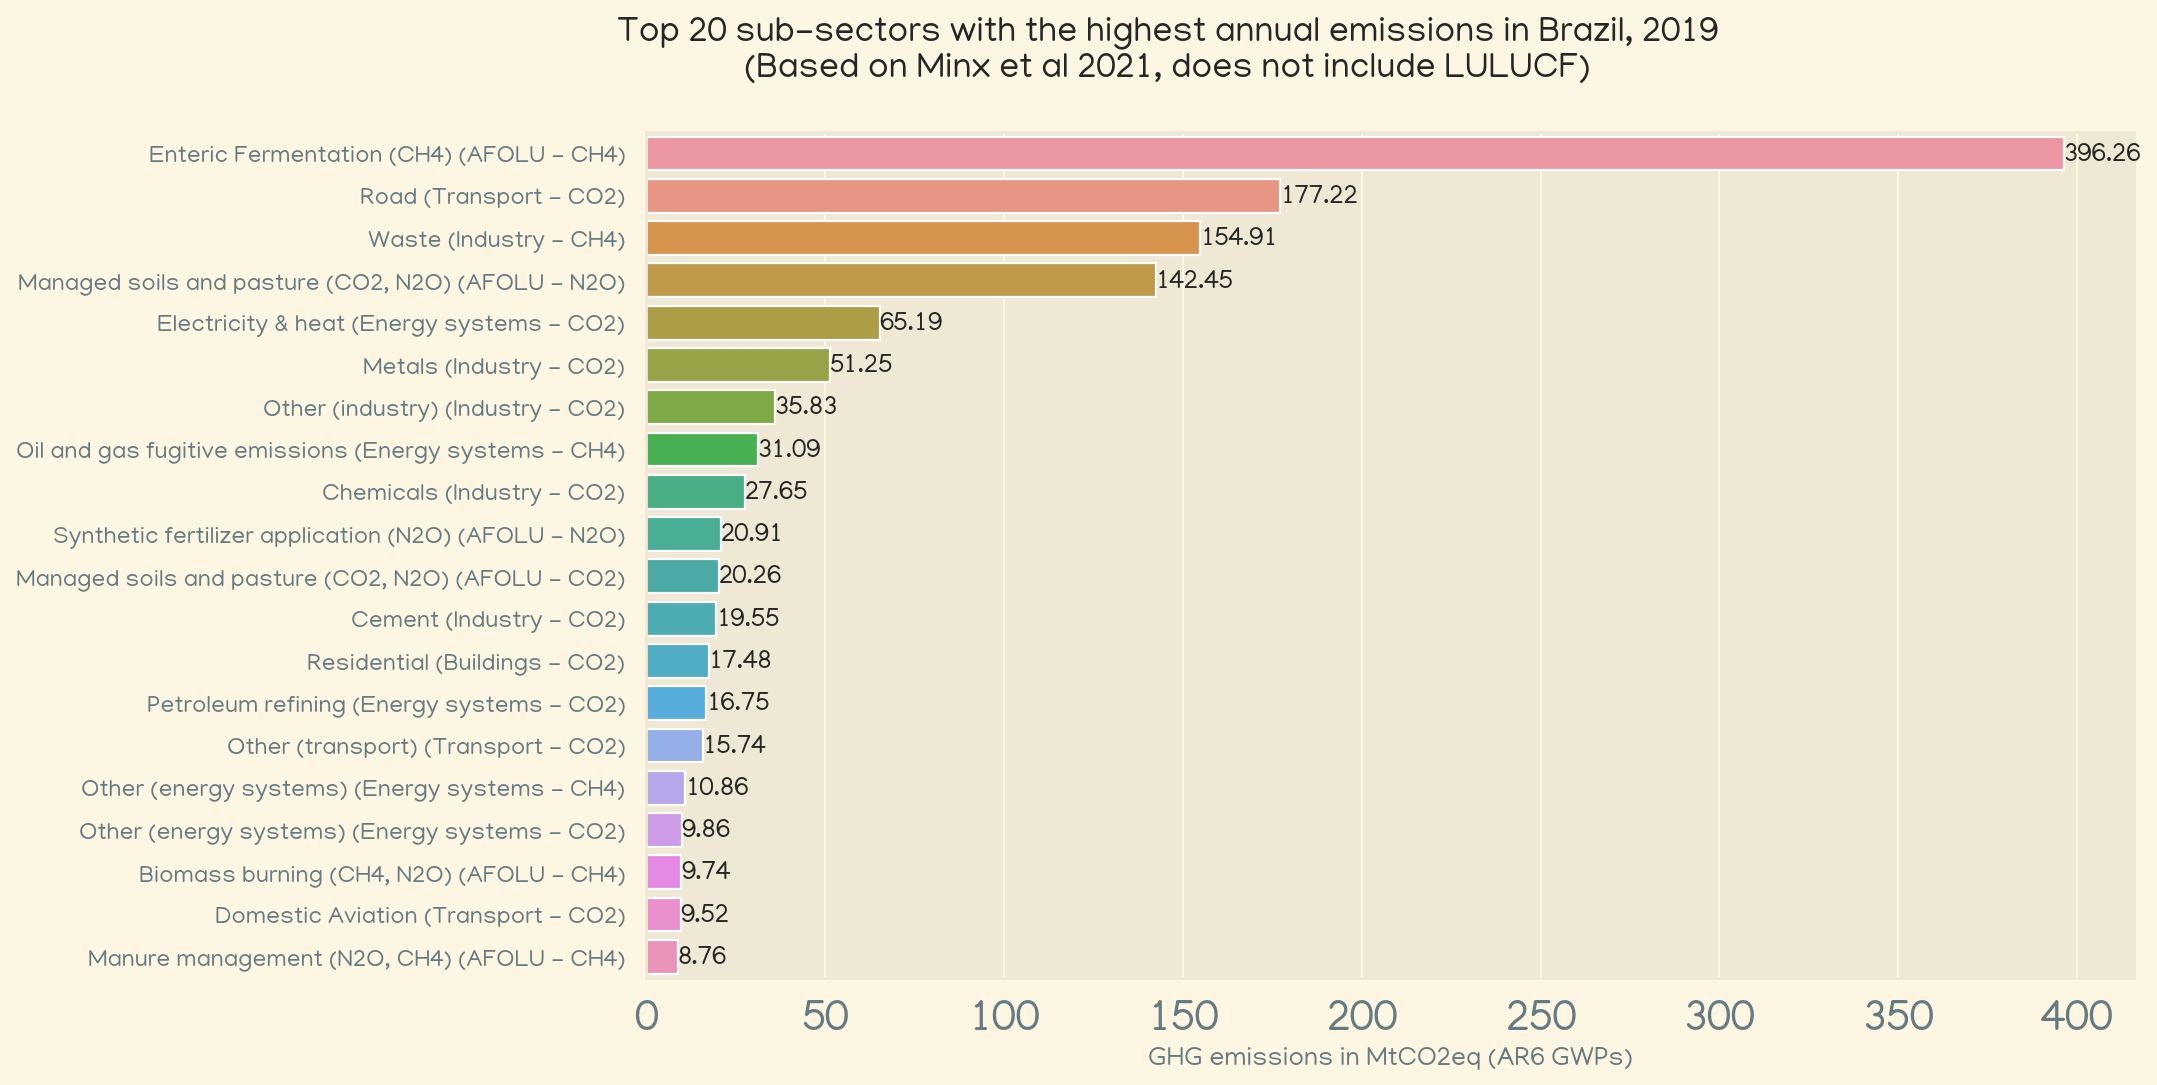 Top 20 sub-sectors with the highest annual emissions in Brazil, 2019
(Based on Minx et al 2021, does not include LULUCF)
Enteric Fermentation (CH4) (AFOLU - CH4) 396.26
Road (Transport - CO2) 177.22
Waste (Industry - CH4) 154.91
Managed soils and pasture (CO2, N2O) (AFOLU - N2O) 142.45
Electricity & heat (Energy systems - CO2) 65.19
Metals (Industry - CO2) 51.25
Other (industry) (Industry - CO2) 35.83
Oil and gas fugitive emissions (Energy systems - CH4) 31.09
Chemicals (Industry - CO2) 27.65
Synthetic fertilizer application (N2O) (AFOLU - N2O) 20.91
Managed soils and pasture (CO2, N2O) (AFOLU - CO2) 20.26
Cement (Industry - CO2) 19.55
Residential (Buildings - CO2) 17.48
Petroleum refining (Energy systems - CO2) 16.75
Other (transport) (Transport - CO2) 15.74
Other (energy systems) (Energy systems - CH4) 10.86
Other (energy systems) (Energy systems - CO2) 9.86
Biomass burning (CH4, N2O) (AFOLU - CH4) 9.74
Domestic Aviation (Transport - CO2) 9.52
Manure management (N2O, CH4) (AFOLU - CH4) 8.76
0 50 100 150 200 250 300 350 400
GHG emissions in MtCO2eq (AR6 GWPs)